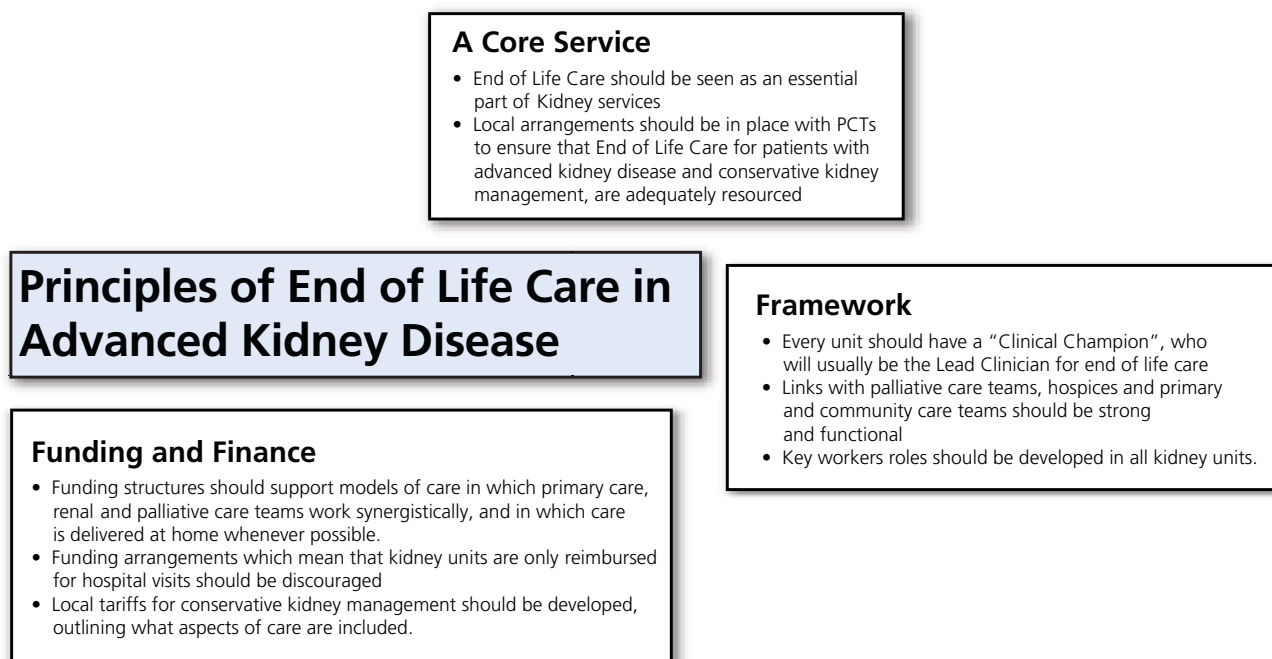 A Core Service
• End of Life Care should be seen as an essential
part of Kidney services
• Local arrangements should be in place with PCTs
to ensure that End of Life Care for patients with
advanced kidney disease and conservative kidney
management, are adequately resourced
Principles of End of Life Care in
Advanced Kidney Disease
Framework
• Every unit should have a “Clinical Champion”, who
will usually be the Lead Clinician for end of life care
• Links with palliative care teams, hospices and primary
and community care teams should be strong
and functional
• Key workers roles should be developed in all kidney units.
Funding and Finance
• Funding structures should support models of care in which primary care,
renal and palliative care teams work synergistically, and in which care
is delivered at home whenever possible.
• Funding arrangements which mean that kidney units are only reimbursed
for hospital visits should be discouraged
• Local tariffs for conservative kidney management should be developed,
outlining what aspects of care are included.